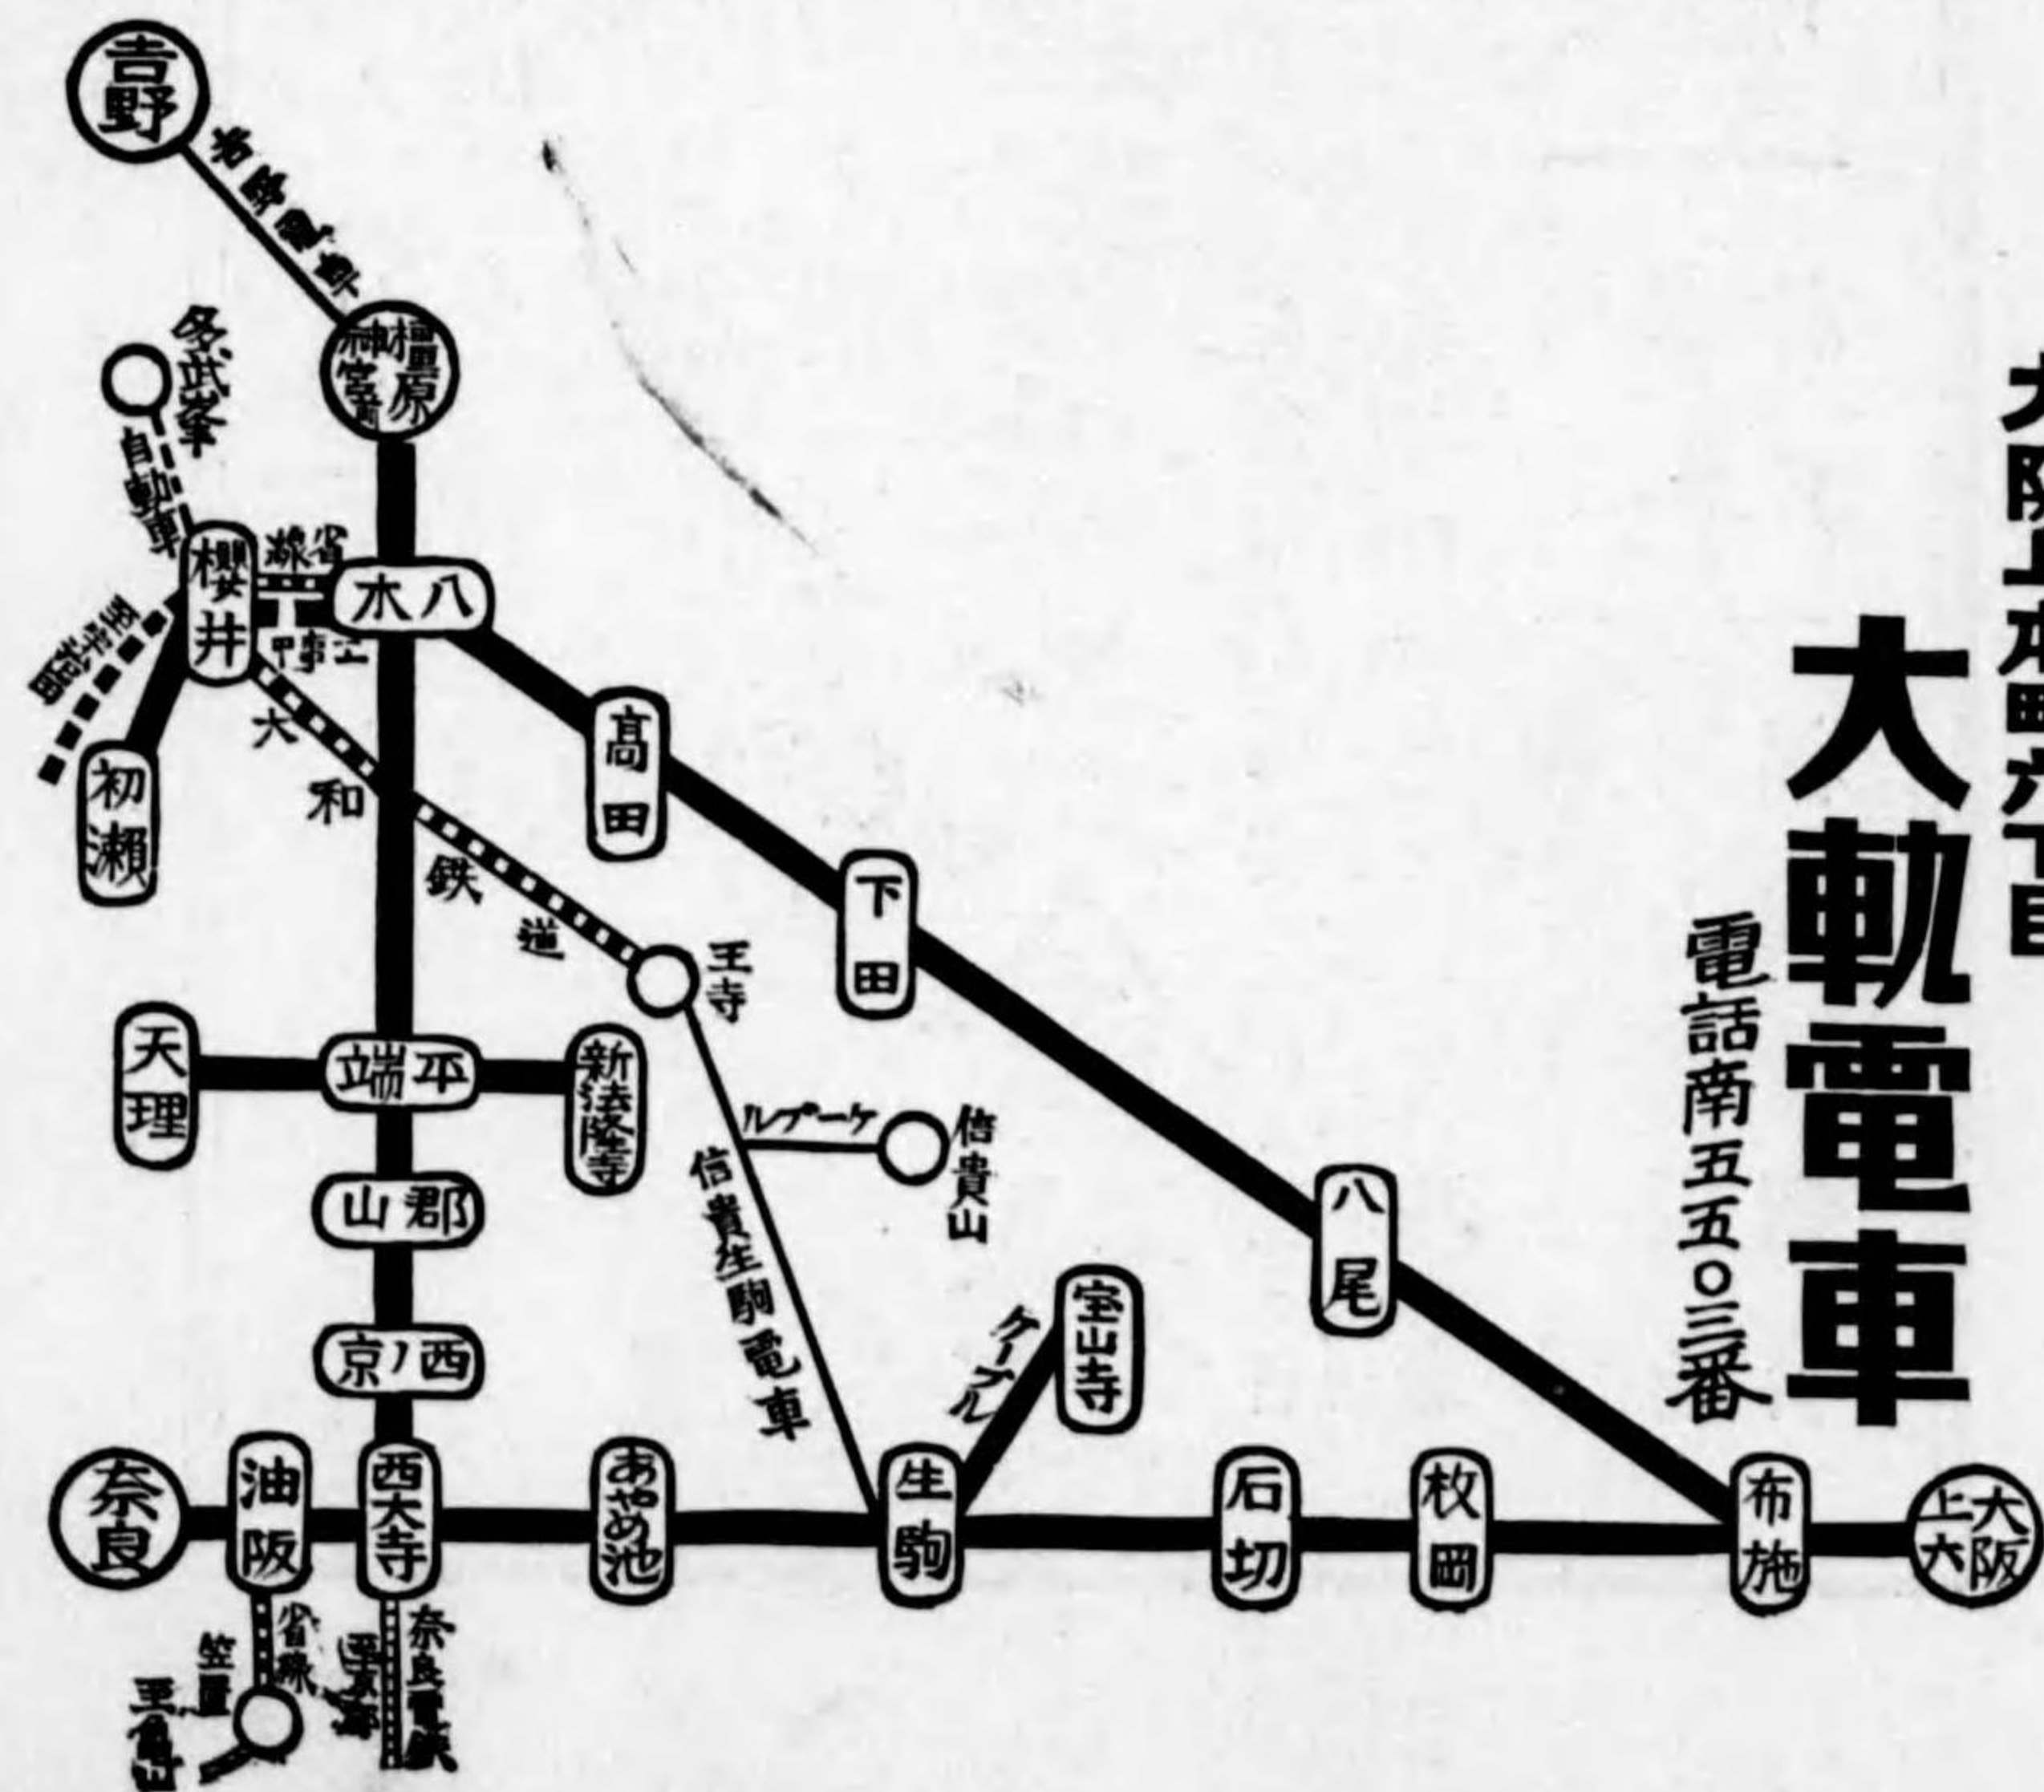 大軌電車
電話南五五〇三番
大阪
上六
布施
枚岡
石切
生駒
あやめ池
西大寺
油阪
奈良
宝山寺
ケーブル
八尾
下田
高田
八木
櫻井
初瀬
檀原
神宮前
吉野
吉野電車
多武峯
自動車
省線
工事中
大和鉄道
王寺
信貴生駒電車
ケーブル
信貴山
平端
新法隆寺
天理
郡山
西ノ京
奈良電鉄
省線
笠置